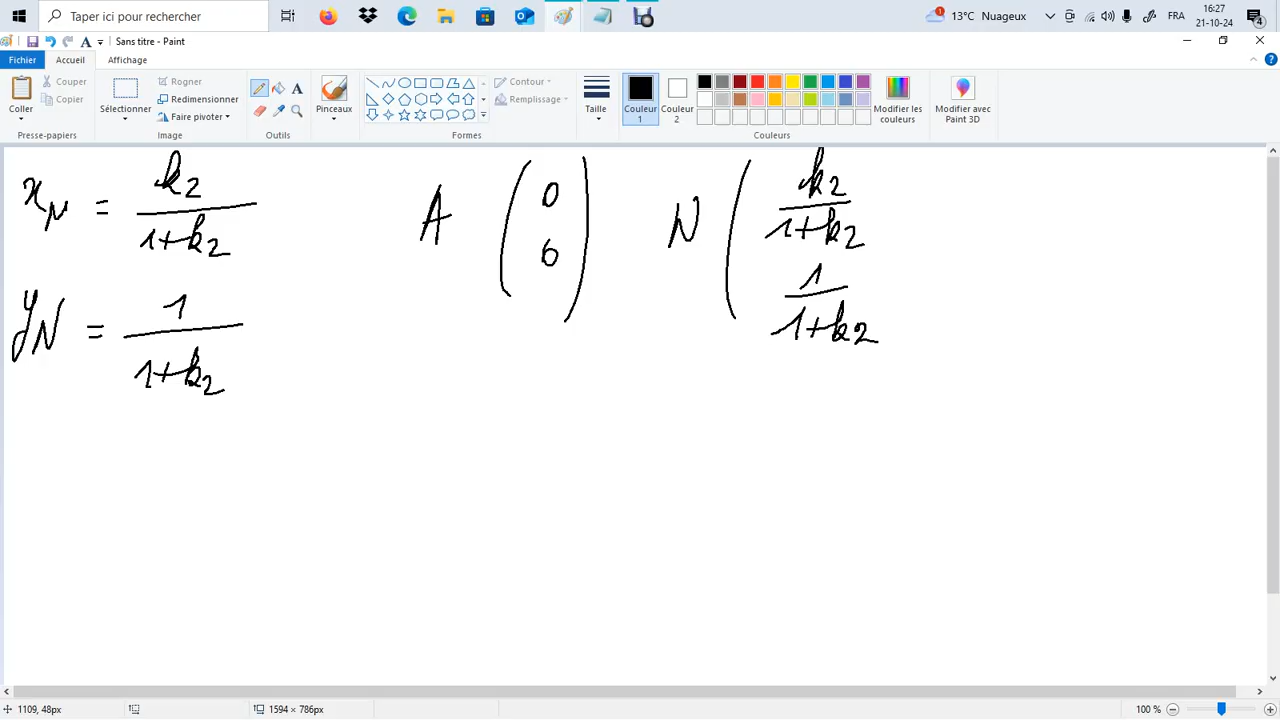 Taper ici pour rechercher
13°C Nuageux
FRA
16:27
21-10-24
4
Sans titre - Paint
Fichier
Accueil
Affichage
Coller
Couper
Copier
Presse-papiers
Sélectionner
Rogner
Redimensionner
Faire pivoter
Image
A
Outils
Pinceaux
Contour
Remplissage
Formes
Taille
Couleur 1
Couleur 2
Modifier les couleurs
Couleurs
Modifier avec Paint 3D
x_N = k2 / (1+k2)
y_N = 1 / (1+k2)
A ( 0
0 )
N ( k2 / (1+k2)
1 / (1+k2)
1109, 48px
1594 × 786px
100 %